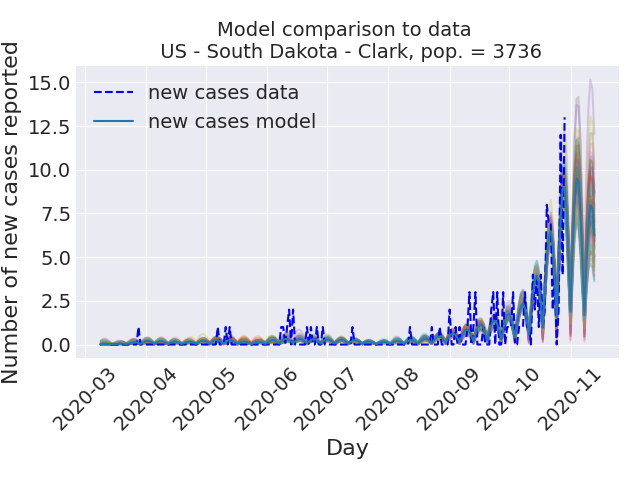 Model comparison to data
US - South Dakota - Clark, pop. = 3736
Number of new cases reported
15.0
12.5
10.0
7.5
5.0
2.5
0.0
new cases data
new cases model
2020-03
2020-04
2020-05
2020-06
2020-07
2020-08
2020-09
2020-10
2020-11
Day